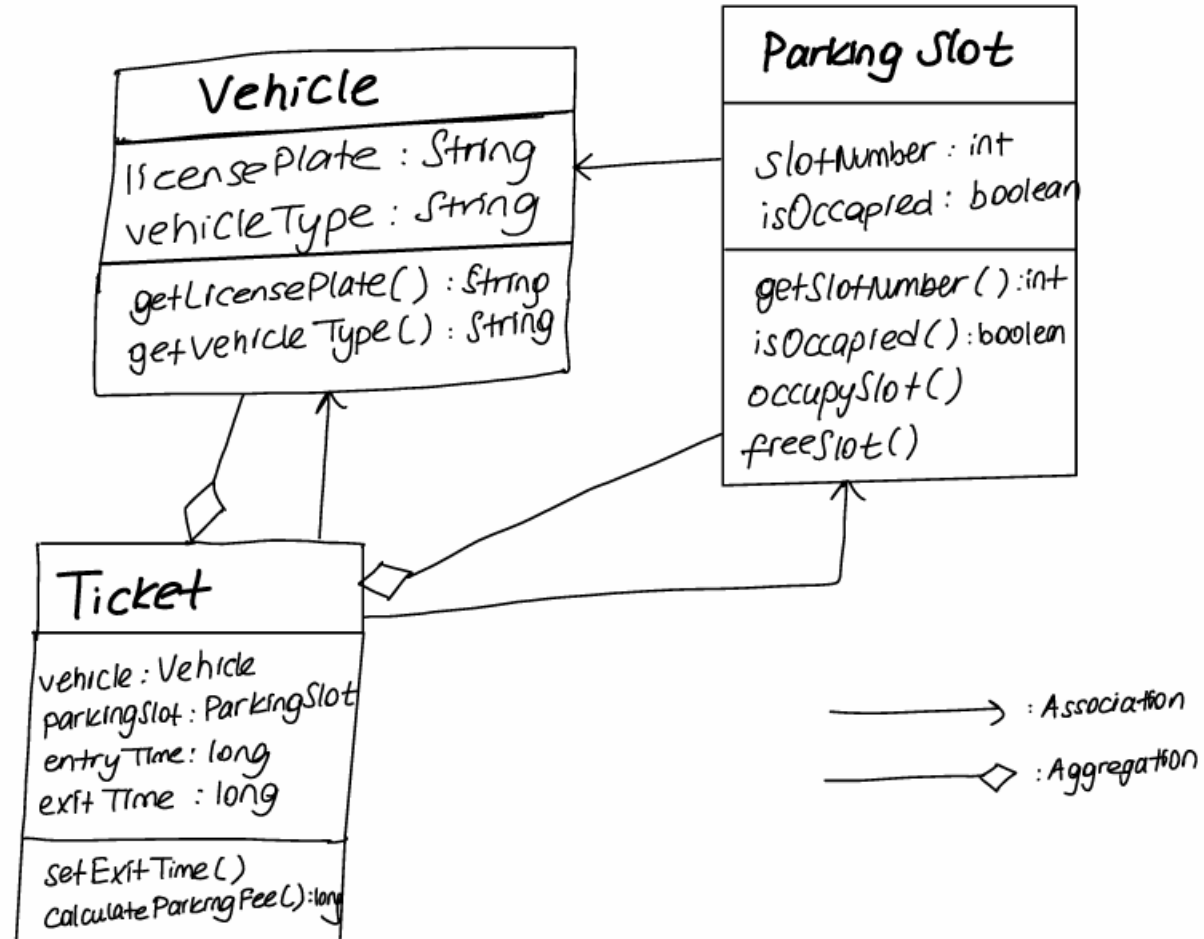 Vehicle
licensePlate : String
vehicleType : String
getLicensePlate() : String
getVehicleType() : String
Parking Slot
slotNumber : int
isOccapied : boolean
getSlotNumber() : int
isOccapied() : boolean
occupySlot()
freeSlot()
Ticket
vehicle : Vehicle
parkingSlot : ParkingSlot
entryTime : long
exitTime : long
setExitTime()
calculateParkingFee() : long
: Association
: Aggregation